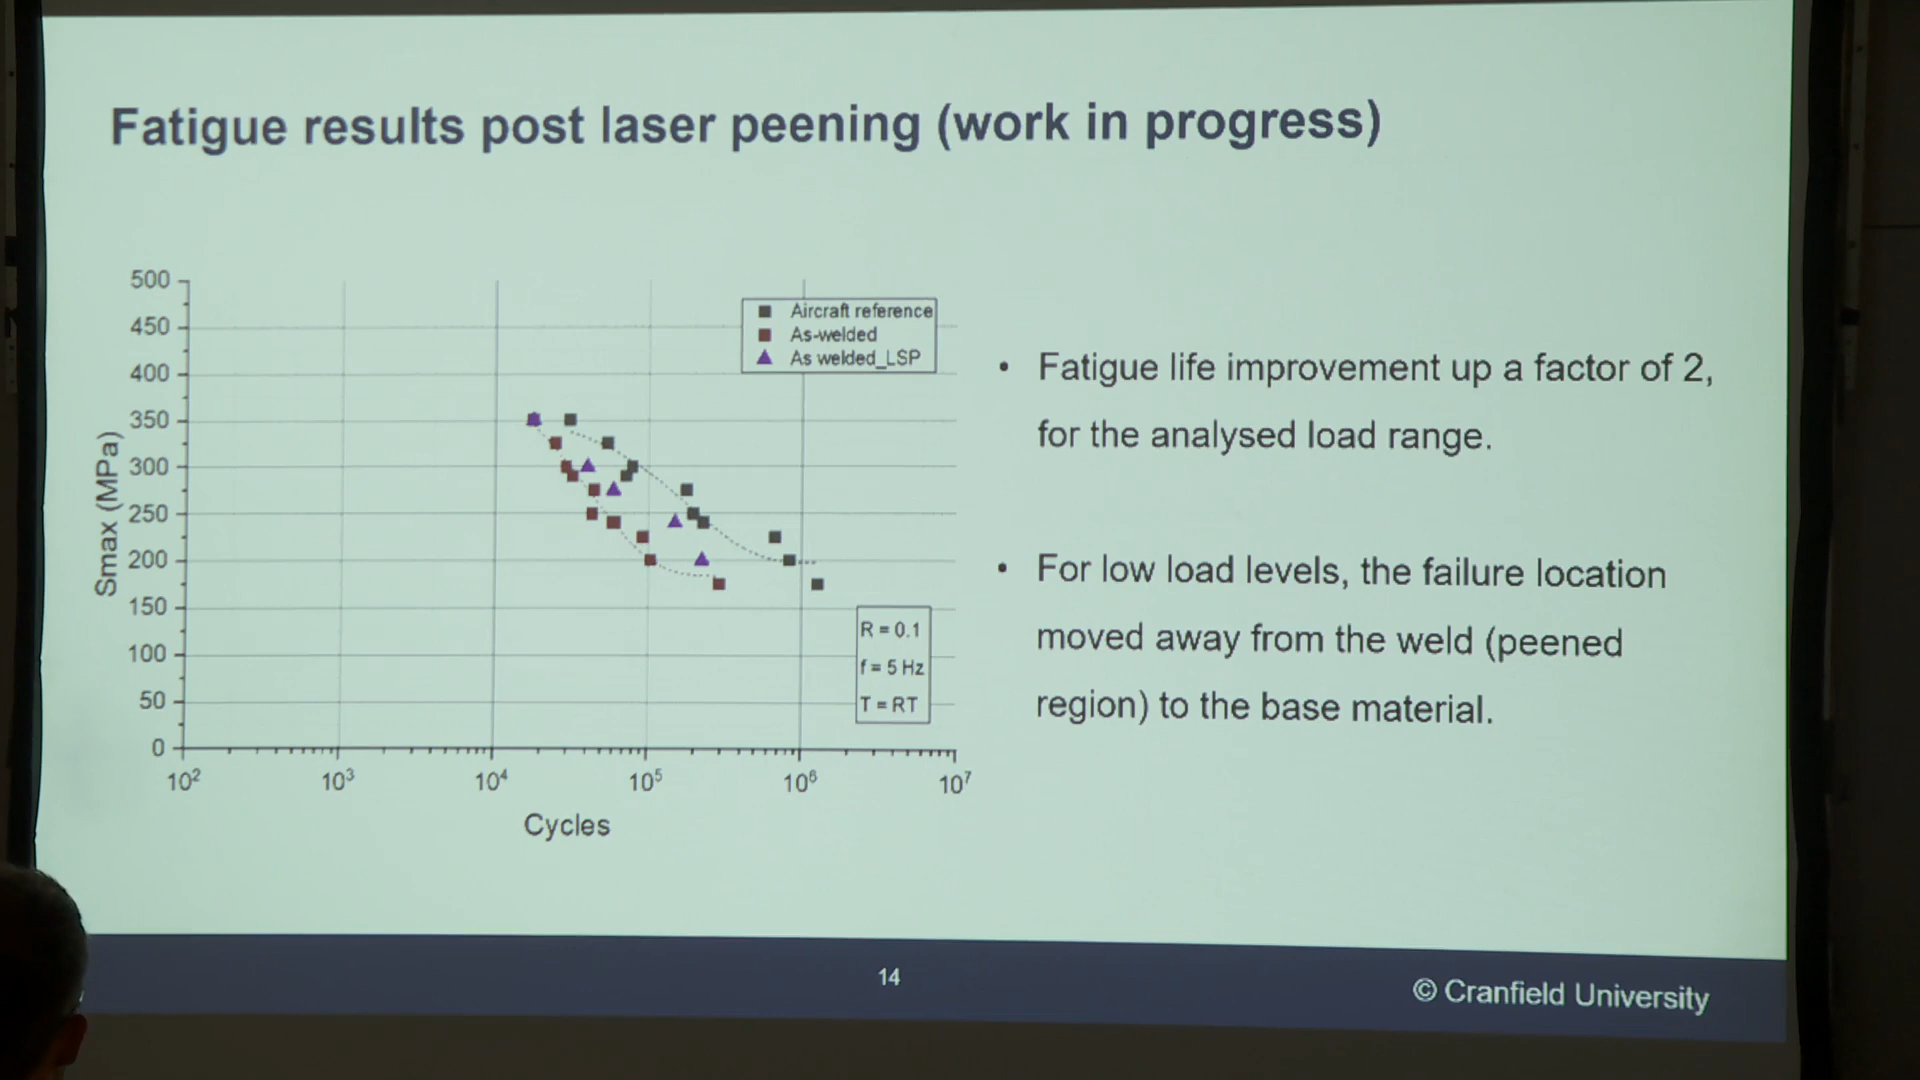 Fatigue results post laser peening (work in progress)
500
450
400
350
300
250
200
150
100
50
0
Smax (MPa)
10²
10³
10⁴
10⁵
10⁶
10⁷
Cycles
Aircraft reference
As-welded
As welded_LSP
R = 0.1
f = 5 Hz
T = RT
• Fatigue life improvement up a factor of 2,
for the analysed load range.
• For low load levels, the failure location
moved away from the weld (peened
region) to the base material.
14
© Cranfield University